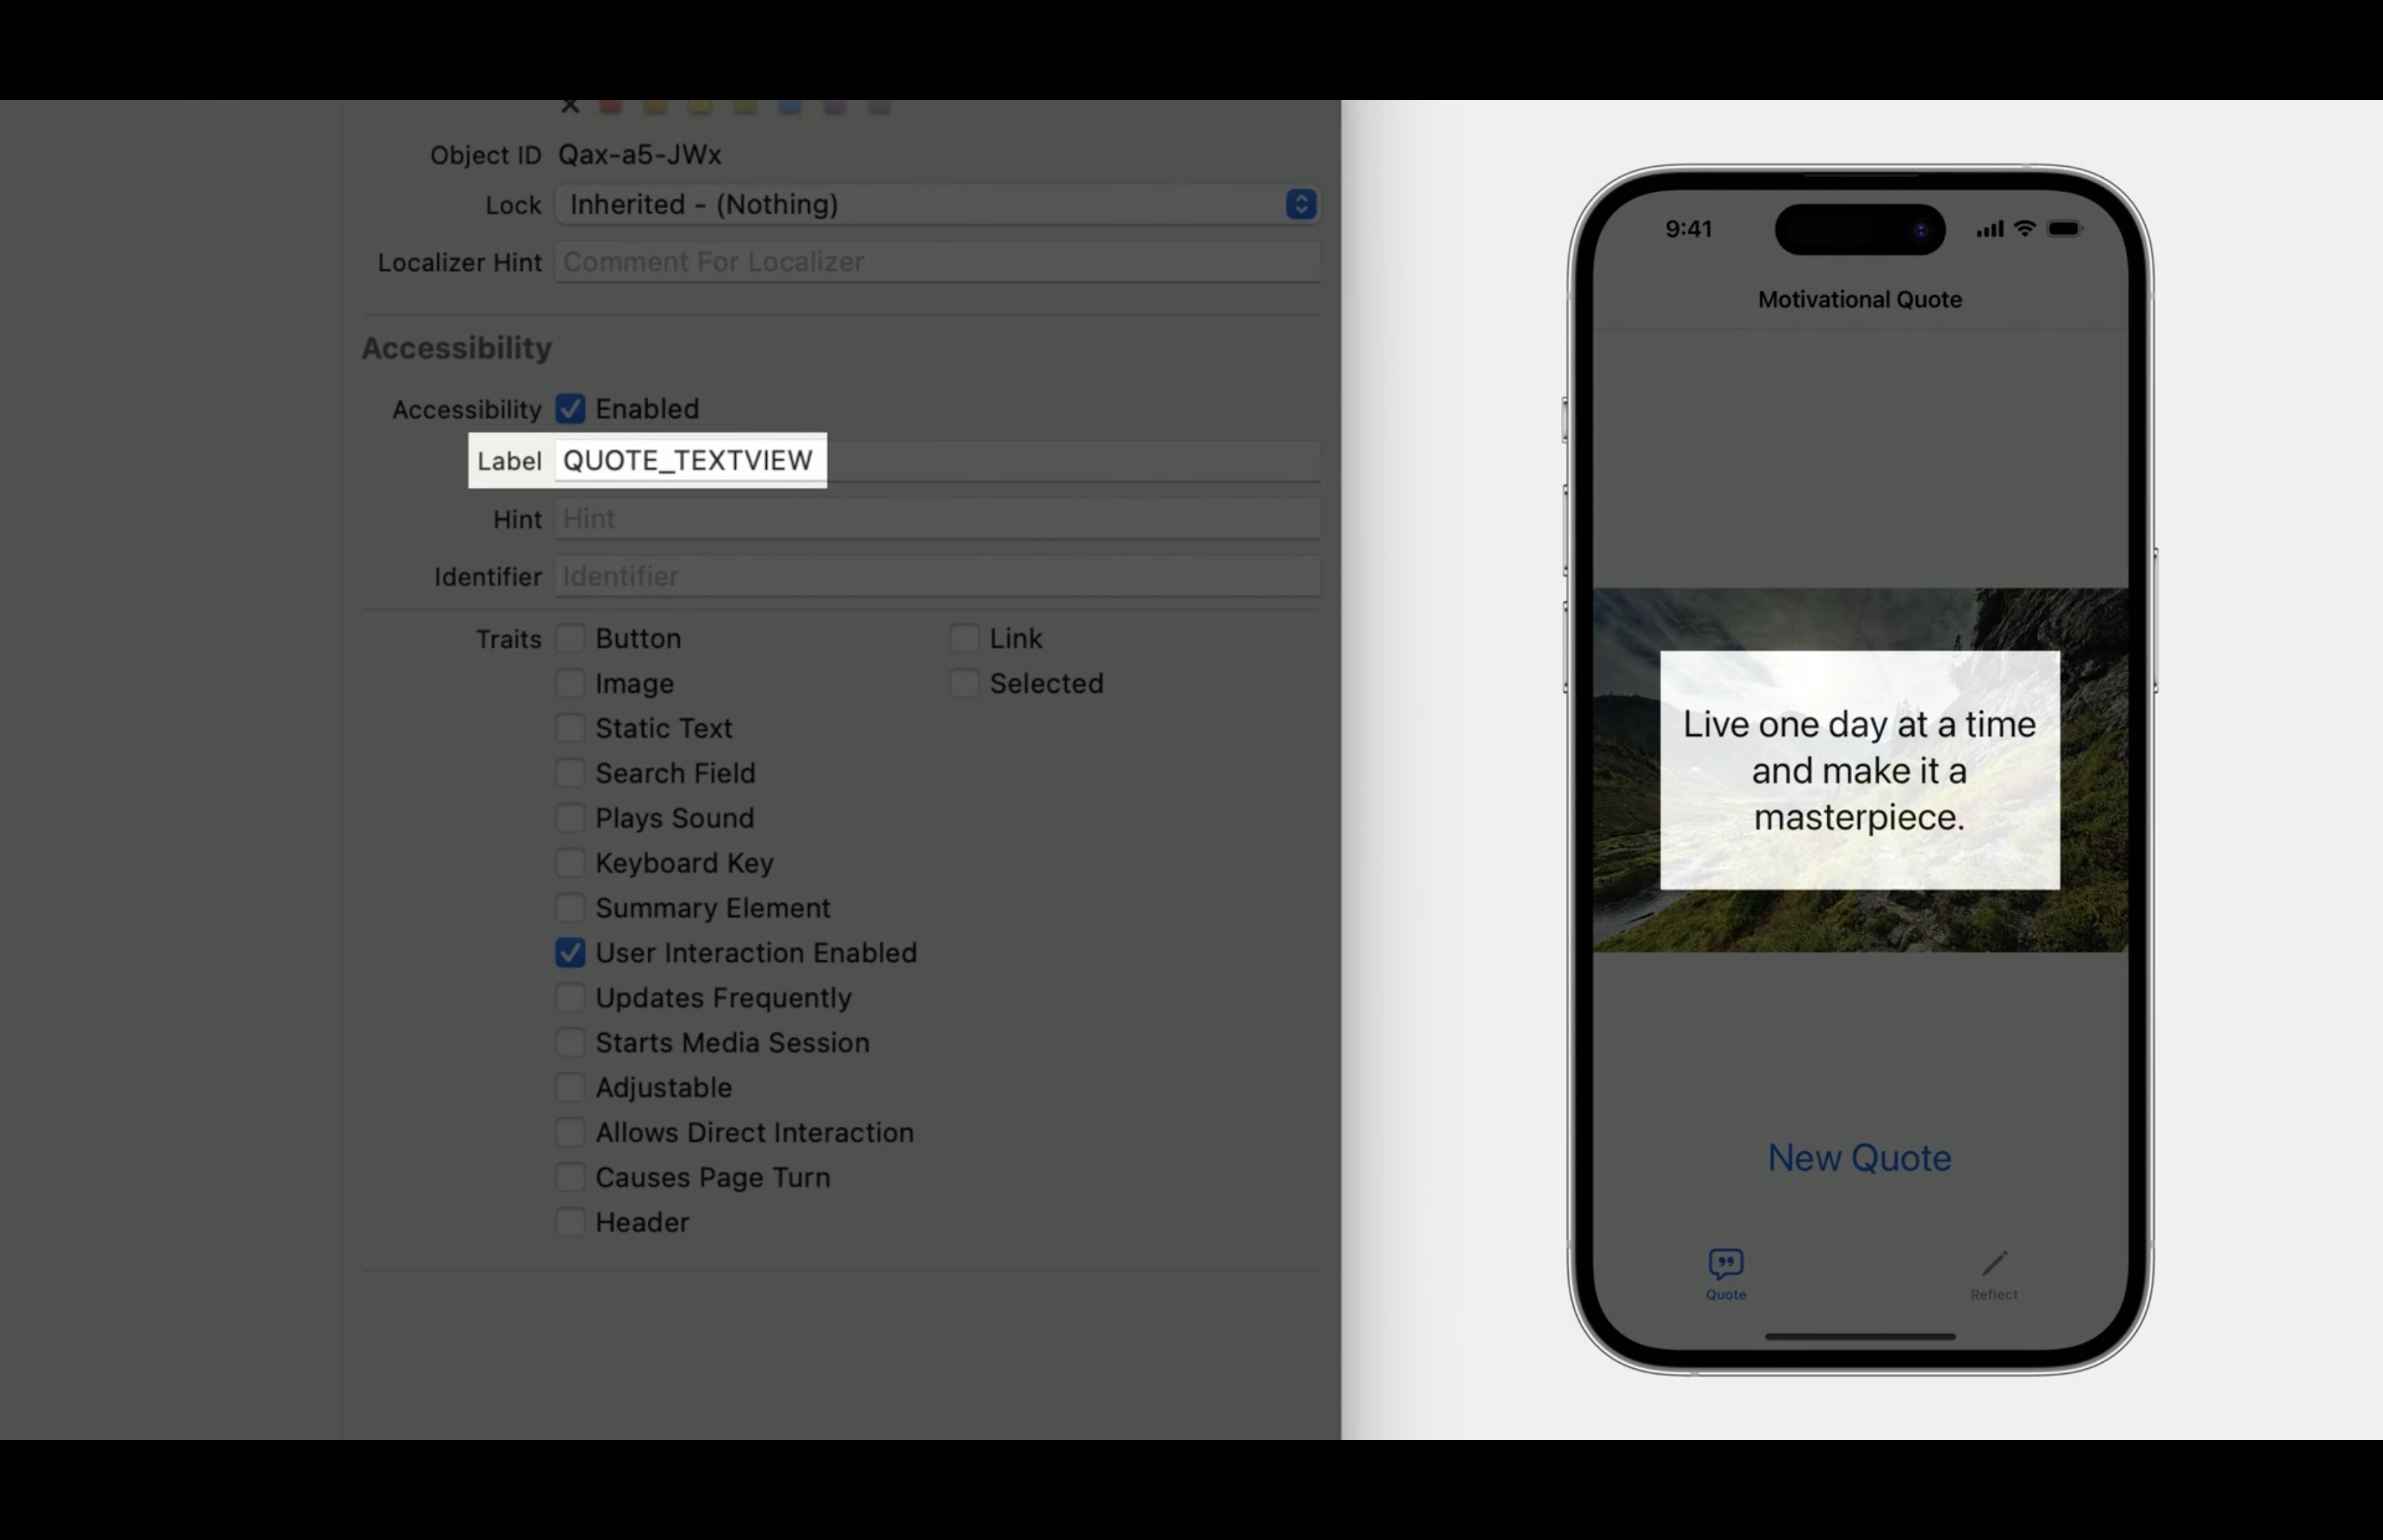 Object ID Qax-a5-JWx
Lock Inherited - (Nothing)
Localizer Hint Comment For Localizer
Accessibility
Accessibility Enabled
Label QUOTE_TEXTVIEW
Hint Hint
Identifier Identifier
Traits Button Link
Image Selected
Static Text
Search Field
Plays Sound
Keyboard Key
Summary Element
User Interaction Enabled
Updates Frequently
Starts Media Session
Adjustable
Allows Direct Interaction
Causes Page Turn
Header
9:41
Motivational Quote
Live one day at a time
and make it a
masterpiece.
New Quote
Quote Reflect